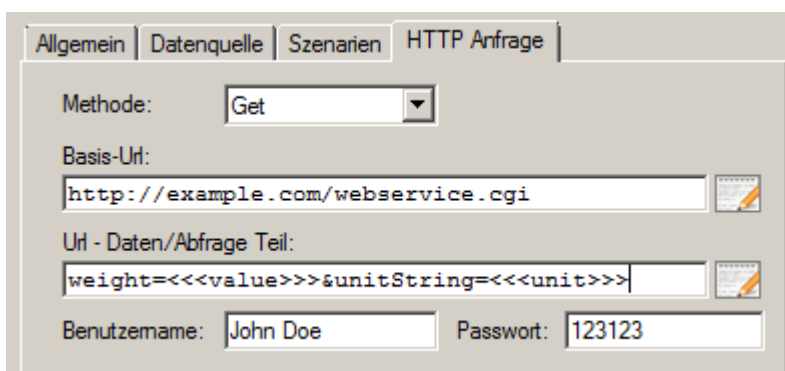 Allgemein Datenquelle Szenarien HTTP Anfrage
Methode: Get
Basis-Url:
http://example.com/webservice.cgi
Url - Daten/Abfrage Teil:
weight=<<<value>>>&unitString=<<<unit>>>
Benutzername: John Doe Passwort: 123123